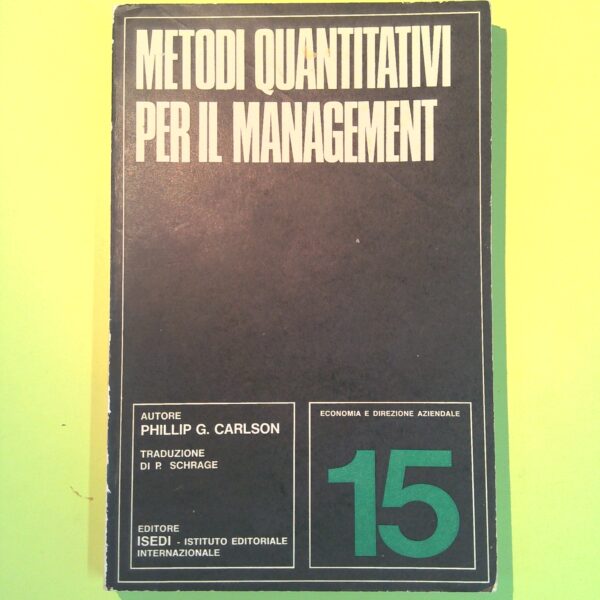 METODI QUANTITATIVI
PER IL MANAGEMENT
AUTORE
PHILLIP G. CARLSON
TRADUZIONE
DI P. SCHRAGE
EDITORE
ISEDI - ISTITUTO EDITORIALE
INTERNAZIONALE
ECONOMIA E DIREZIONE AZIENDALE
15